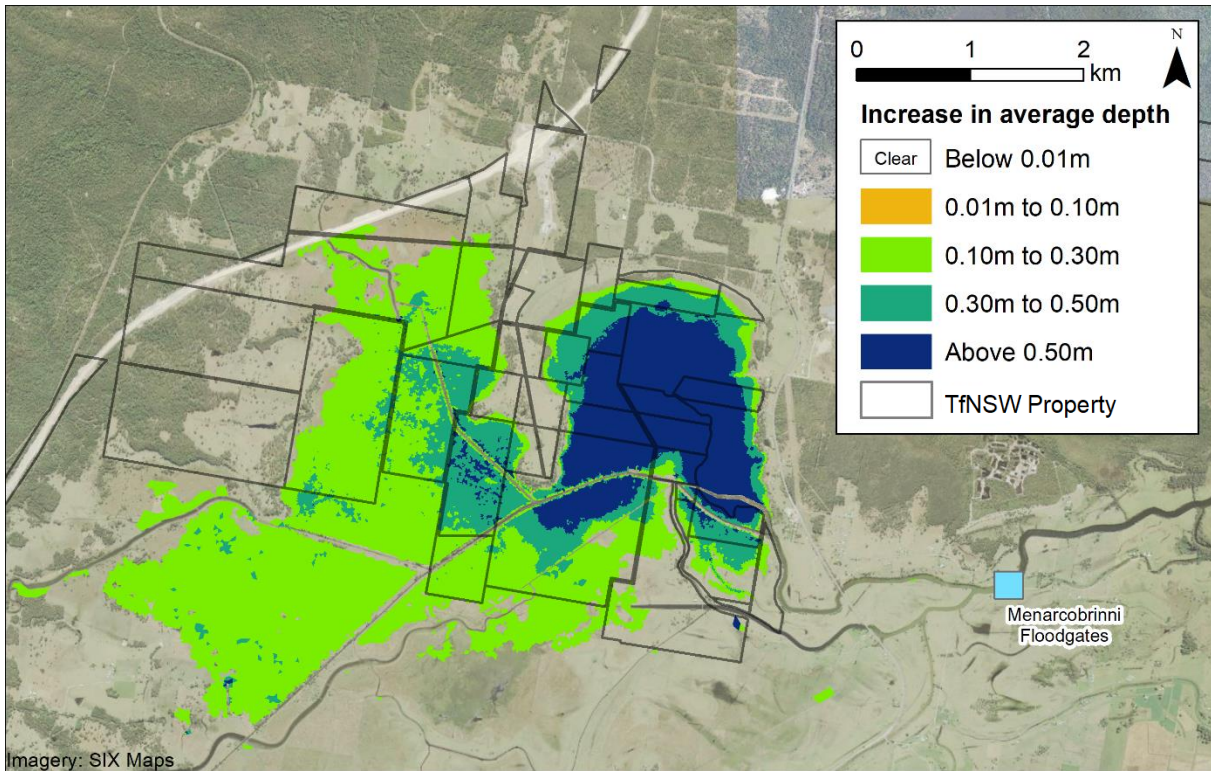 0 1 2
km
N
Increase in average depth
Clear Below 0.01m
0.01m to 0.10m
0.10m to 0.30m
0.30m to 0.50m
Above 0.50m
TfNSW Property
Menarcobrinni
Floodgates
Imagery: SIX Maps